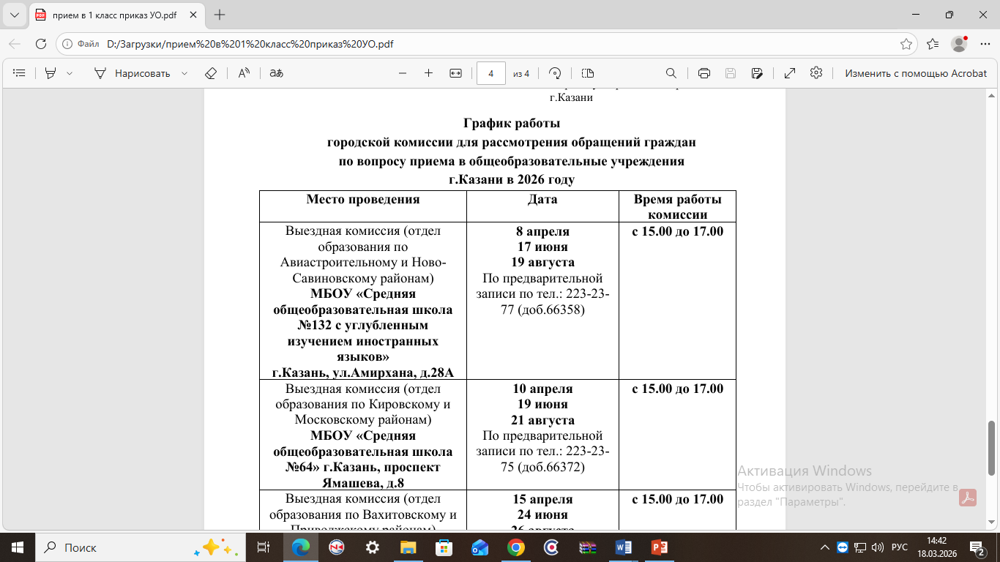 прием в 1 класс приказ УО.pdf
Файл
D:/Загрузки/прием%20в%201%20класс%20приказ%20УО.pdf
Нарисовать
4
из 4
Изменить с помощью Acrobat
г.Казани
График работы
городской комиссии для рассмотрения обращений граждан
по вопросу приема в общеобразовательные учреждения
г.Казани в 2026 году
Место проведения
Дата
Время работы
комиссии
Выездная комиссия (отдел
образования по
Авиастроительному и Ново-
Савиновскому районам)
МБОУ «Средняя
общеобразовательная школа
№132 с углубленным
изучением иностранных
языков»
г.Казань, ул.Амирхана, д.28А
8 апреля
17 июня
19 августа
По предварительной
записи по тел.: 223-23-
77 (доб.66358)
с 15.00 до 17.00
Выездная комиссия (отдел
образования по Кировскому и
Московскому районам)
МБОУ «Средняя
общеобразовательная школа
№64» г.Казань, проспект
Ямашева, д.8
10 апреля
19 июня
21 августа
По предварительной
записи по тел.: 223-23-
75 (доб.66372)
с 15.00 до 17.00
Выездная комиссия (отдел
образования по Вахитовскому и
Приволжскому районам)
15 апреля
24 июня
26 августа
с 15.00 до 17.00
Активация Windows
Чтобы активировать Windows, перейдите в
раздел "Параметры".
Поиск
РУС
14:42
18.03.2026
2